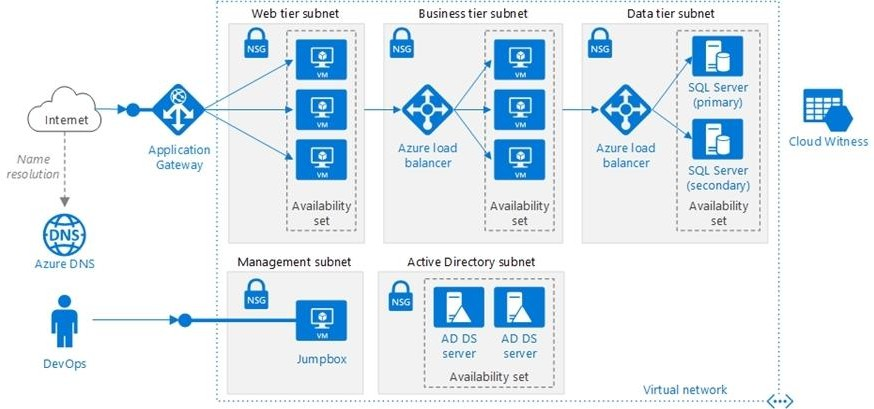 Web tier subnet
Business tier subnet
Data tier subnet
NSG
VM
VM
VM
Availability
set
NSG
VM
VM
VM
Availability
set
NSG
SQL Server
(primary)
SQL Server
(secondary)
Availability
set
Internet
Application
Gateway
Azure load
balancer
Azure load
balancer
Cloud Witness
Name
resolution
DNS
Azure DNS
Management subnet
Active Directory subnet
NSG
VM
Jumpbox
NSG
AD DS
server
AD DS
server
Availability set
DevOps
Virtual network